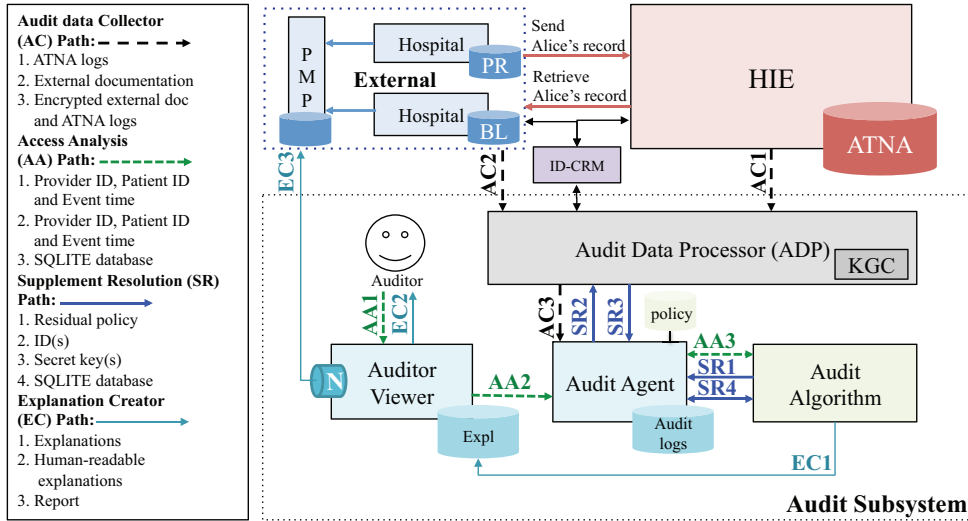 Audit data Collector
(AC) Path:
1. ATNA logs
2. External documentation
3. Encrypted external doc
and ATNA logs
Access Analysis
(AA) Path:
1. Provider ID, Patient ID
and Event time
2. Provider ID, Patient ID
and Event time
3. SQLITE database
Supplement Resolution (SR)
Path:
1. Residual policy
2. ID(s)
3. Secret key(s)
4. SQLITE database
Explanation Creator
(EC) Path:
1. Explanations
2. Human-readable
explanations
3. Report
PMP
Hospital
PR
External
Hospital
BL
Send
Alice's record
Retrieve
Alice's record
HIE
ATNA
ID-CRM
EC3
AC2
AC1
Audit Data Processor (ADP)
KGC
Auditor
AA1
EC2
AC3
SR2
SR3
policy
N
Auditor
Viewer
Expl
AA2
Audit Agent
Audit
logs
AA3
SR1
SR4
Audit
Algorithm
EC1
Audit Subsystem